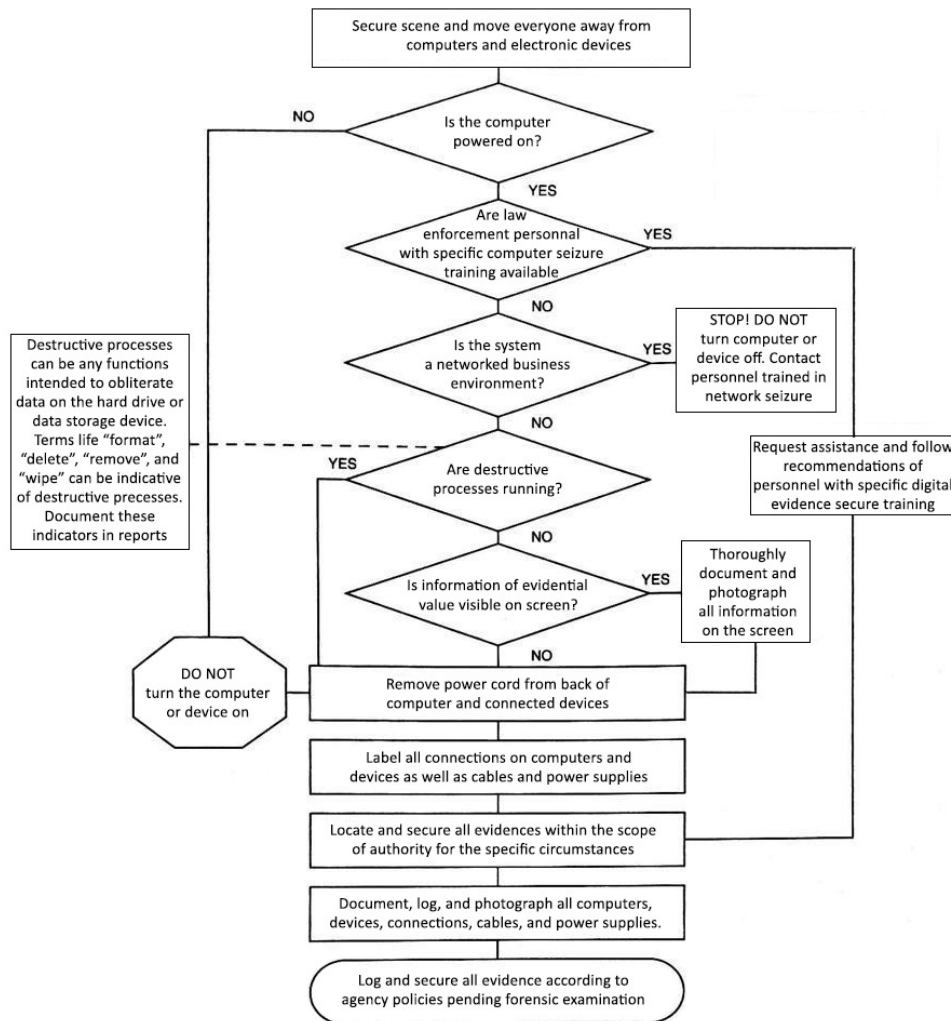 Secure scene and move everyone away from
computers and electronic devices
NO
Is the computer
powered on?
YES
Are law
enforcement personnal
with specific computer seizure
training available
YES
NO
Is the system
a networked business
environment?
YES
STOP! DO NOT
turn computer or
device off. Contact
personnel trained in
network seizure
NO
Destructive processes
can be any functions
intended to obliterate
data on the hard drive or
data storage device.
Terms life “format”,
“delete”, “remove”, and
“wipe” can be indicative
of destructive precesses.
Document these
indicators in reports
YES
Are destructive
processes running?
Request assistance and follow
recommendations of
personnel with specific digital
evidence secure training
NO
Is information of evidential
value visible on screen?
YES
Thoroughly
document and
photograph
all information
on the screen
NO
DO NOT
turn the computer
or device on
Remove power cord from back of
computer and connected devices
Label all connections on computers and
devices as well as cables and power supplies
Locate and secure all evidences within the scope
of authority for the specific circumstances
Document, log, and photograph all computers,
devices, connections, cables, and power supplies.
Log and secure all evidence according to
agency policies pending forensic examination